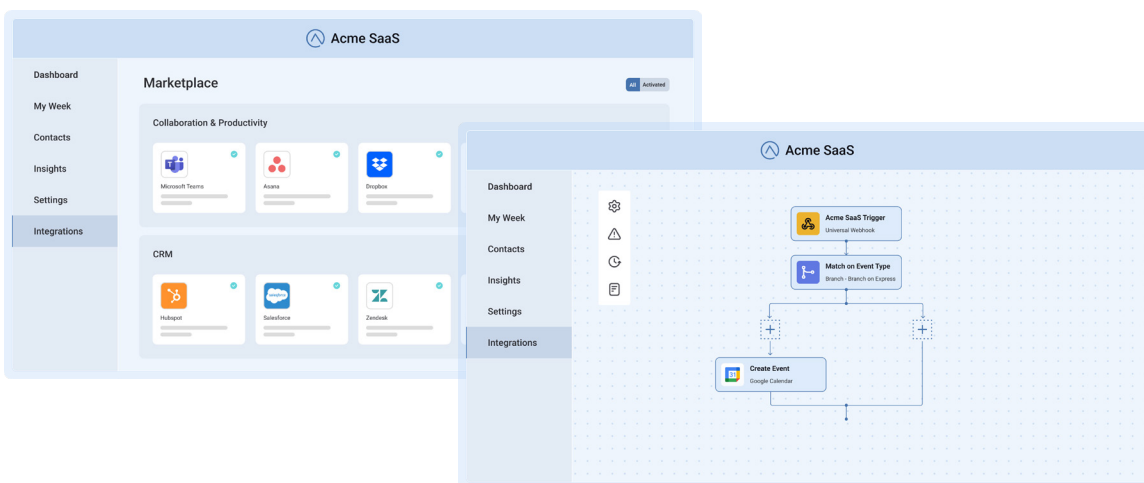 Acme SaaS
Dashboard
My Week
Contacts
Insights
Settings
Integrations
Marketplace
All Activated
Collaboration & Productivity
Microsoft Teams
Asana
Dropbox
CRM
Hubspot
Salesforce
Zendesk
Acme SaaS
Dashboard
My Week
Contacts
Insights
Settings
Integrations
Acme SaaS Trigger
Universal Webhook
Match on Event Type
Branch - Branch on Express
+
+
31
Create Event
Google Calendar